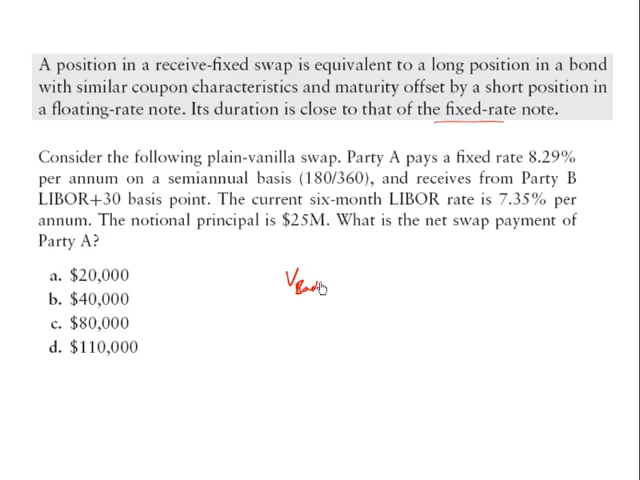 A position in a receive-fixed swap is equivalent to a long position in a bond
with similar coupon characteristics and maturity offset by a short position in
a floating-rate note. Its duration is close to that of the fixed-rate note.
Consider the following plain-vanilla swap. Party A pays a fixed rate 8.29%
per annum on a semiannual basis (180/360), and receives from Party B
LIBOR+30 basis point. The current six-month LIBOR rate is 7.35% per
annum. The notional principal is $25M. What is the net swap payment of
Party A?
a. $20,000
b. $40,000
c. $80,000
d. $110,000
V